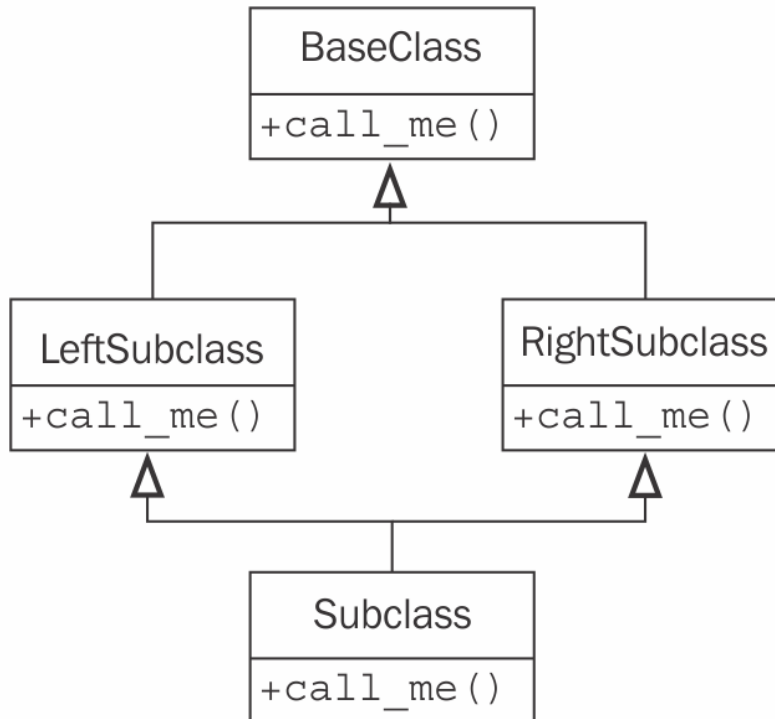 BaseClass
+call_me()
LeftSubclass
+call_me()
RightSubclass
+call_me()
Subclass
+call_me()